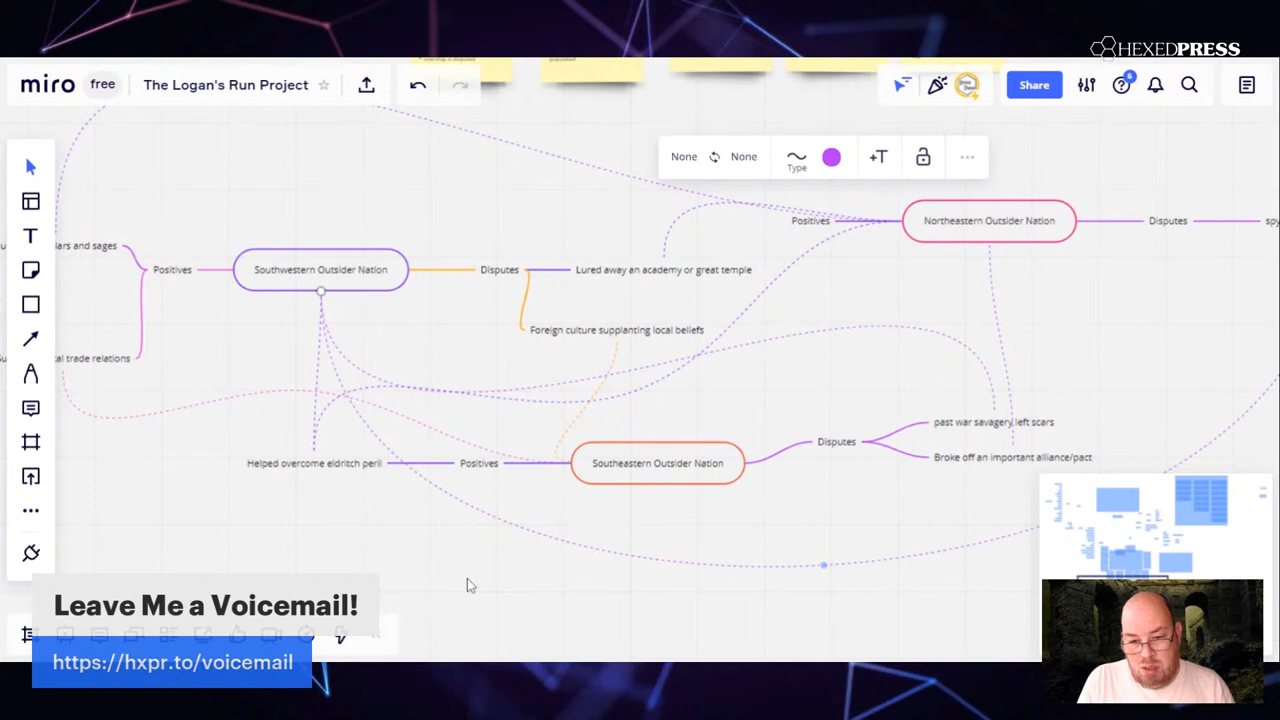 HEXEDPRESS
miro
free
The Logan's Run Project
Share
6
None
None
Type
Positives
Northeastern Outsider Nation
Disputes
spy
lars and sages
Positives
Southwestern Outsider Nation
Disputes
Lured away an academy or great temple
Foreign culture supplanting local beliefs
al trade relations
past war savagery left scars
Disputes
Broke off an important alliance/pact
Helped overcome eldritch peril
Positives
Southeastern Outsider Nation
Leave Me a Voicemail!
https://hxpr.to/voicemail